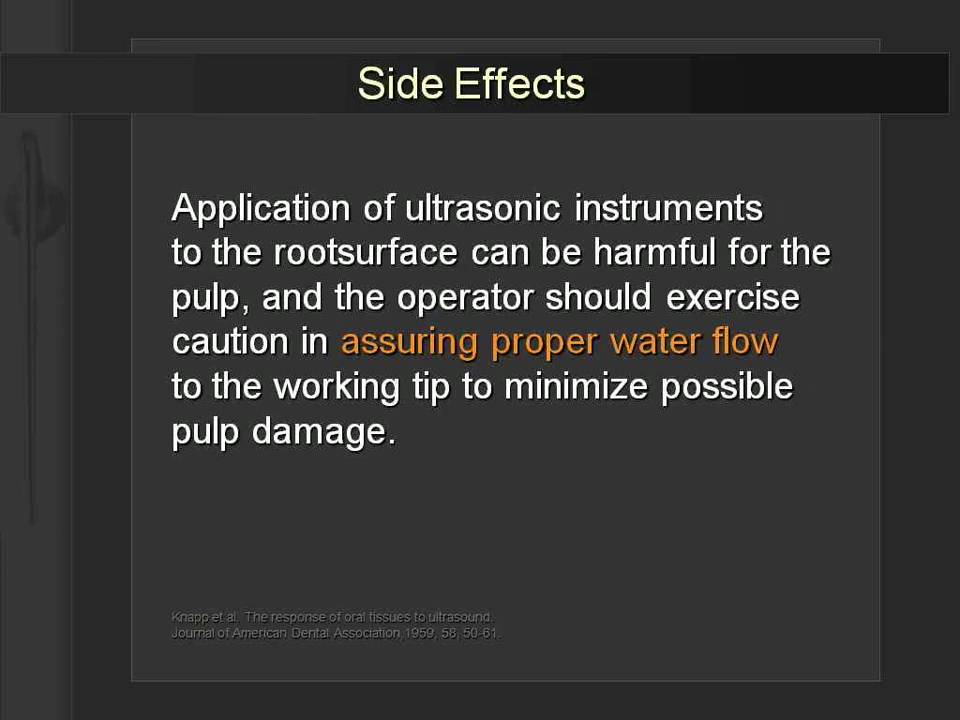 Side Effects
Application of ultrasonic instruments
to the rootsurface can be harmful for the
pulp, and the operator should exercise
caution in assuring proper water flow
to the working tip to minimize possible
pulp damage.
Knapp et al. The response of oral tissues to ultrasound.
Journal of American Dental Association,1959, 58, 50-61.